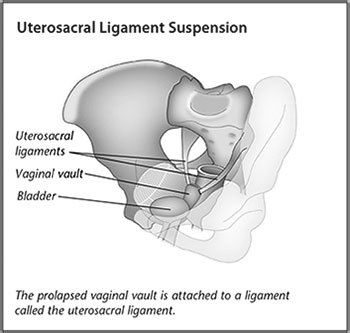 Uterosacral Ligament Suspension
Uterosacral
ligaments
Vaginal vault
Bladder
The prolapsed vaginal vault is attached to a ligament
called the uterosacral ligament.